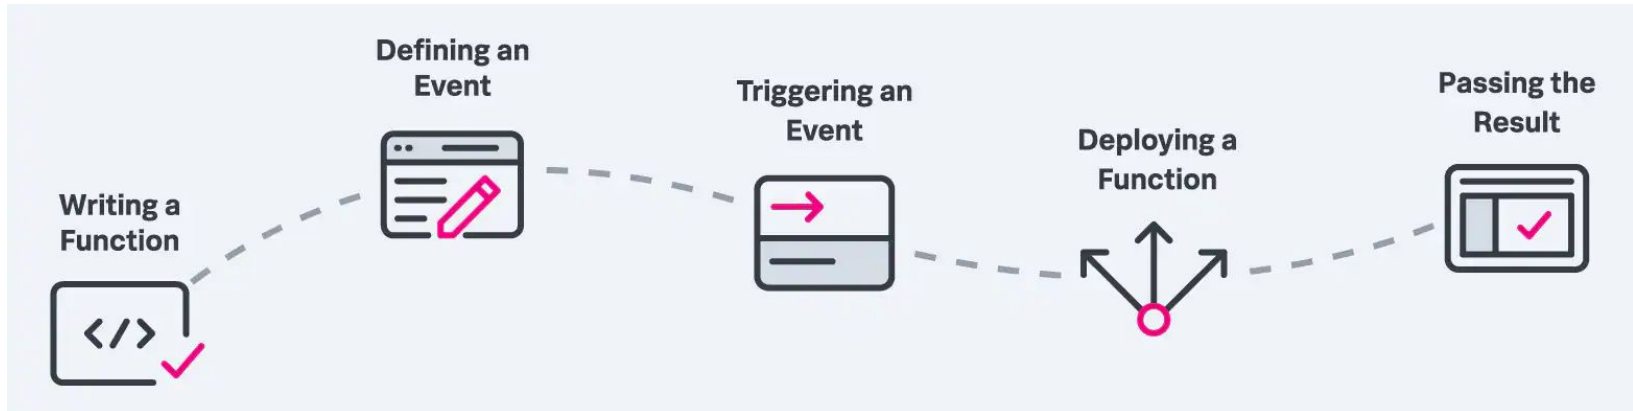 Writing a
Function
Defining an
Event
Triggering an
Event
Deploying a
Function
Passing the
Result